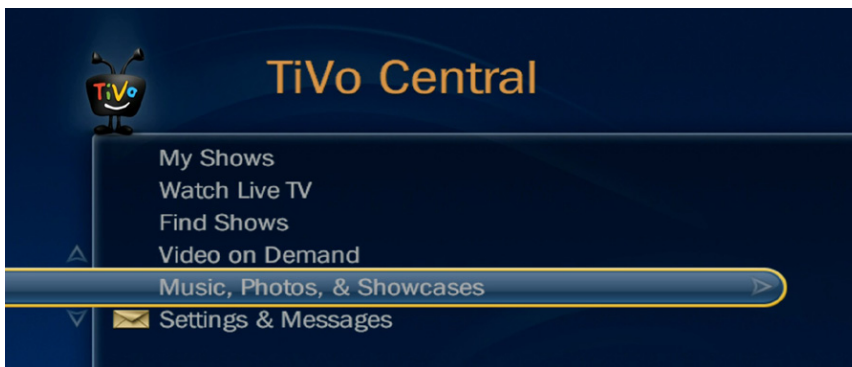 TiVo
TiVo Central
My Shows
Watch Live TV
Find Shows
Video on Demand
Music, Photos, & Showcases
Settings & Messages